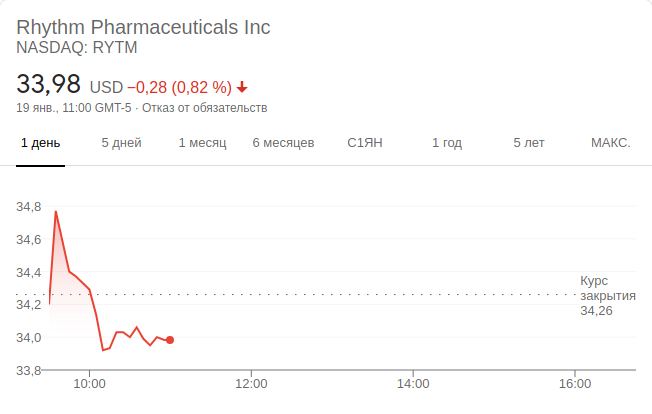 Rhythm Pharmaceuticals Inc
NASDAQ: RYTM
33,98 USD −0,28 (0,82 %)
19 янв., 11:00 GMT-5 · Отказ от обязательств
1 день 5 дней 1 месяц 6 месяцев С1ЯН 1 год 5 лет МАКС.
34,8
34,6
34,4
34,2
34,0
33,8
Курс
закрытия
34,26
10:00 12:00 14:00 16:00